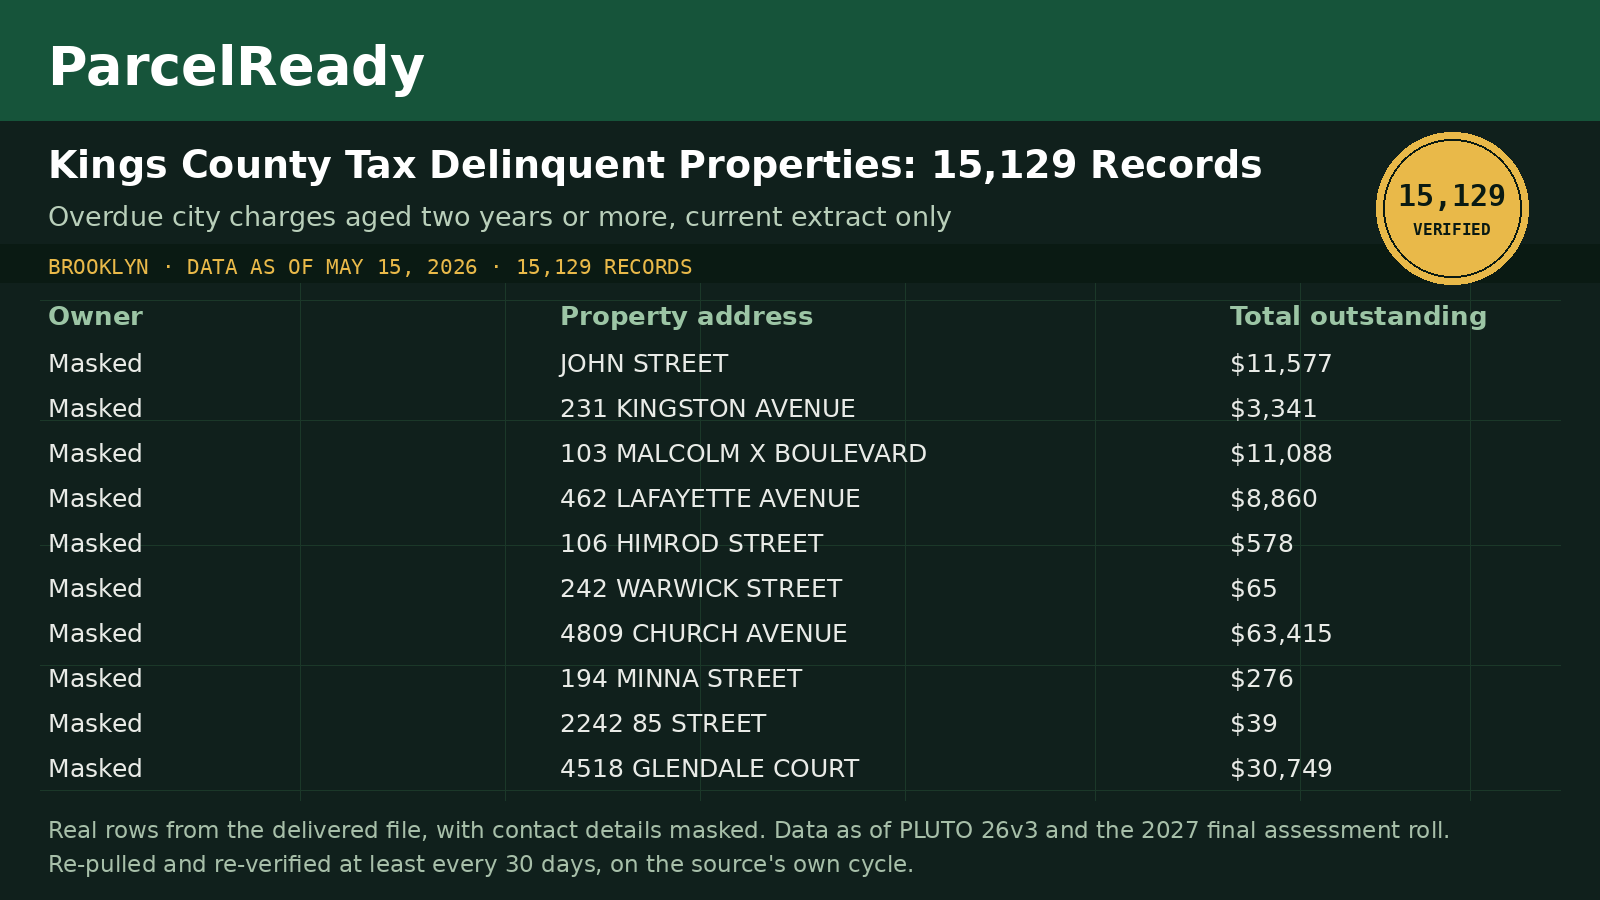 ParcelReady
Kings County Tax Delinquent Properties: 15,129 Records
Overdue city charges aged two years or more, current extract only
15,129
VERIFIED
BROOKLYN · DATA AS OF MAY 15, 2026 · 15,129 RECORDS
Owner Property address Total outstanding
Masked JOHN STREET $11,577
Masked 231 KINGSTON AVENUE $3,341
Masked 103 MALCOLM X BOULEVARD $11,088
Masked 462 LAFAYETTE AVENUE $8,860
Masked 106 HIMROD STREET $578
Masked 242 WARWICK STREET $65
Masked 4809 CHURCH AVENUE $63,415
Masked 194 MINNA STREET $276
Masked 2242 85 STREET $39
Masked 4518 GLENDALE COURT $30,749
Real rows from the delivered file, with contact details masked. Data as of PLUTO 26v3 and the 2027 final assessment roll.
Re-pulled and re-verified at least every 30 days, on the source's own cycle.